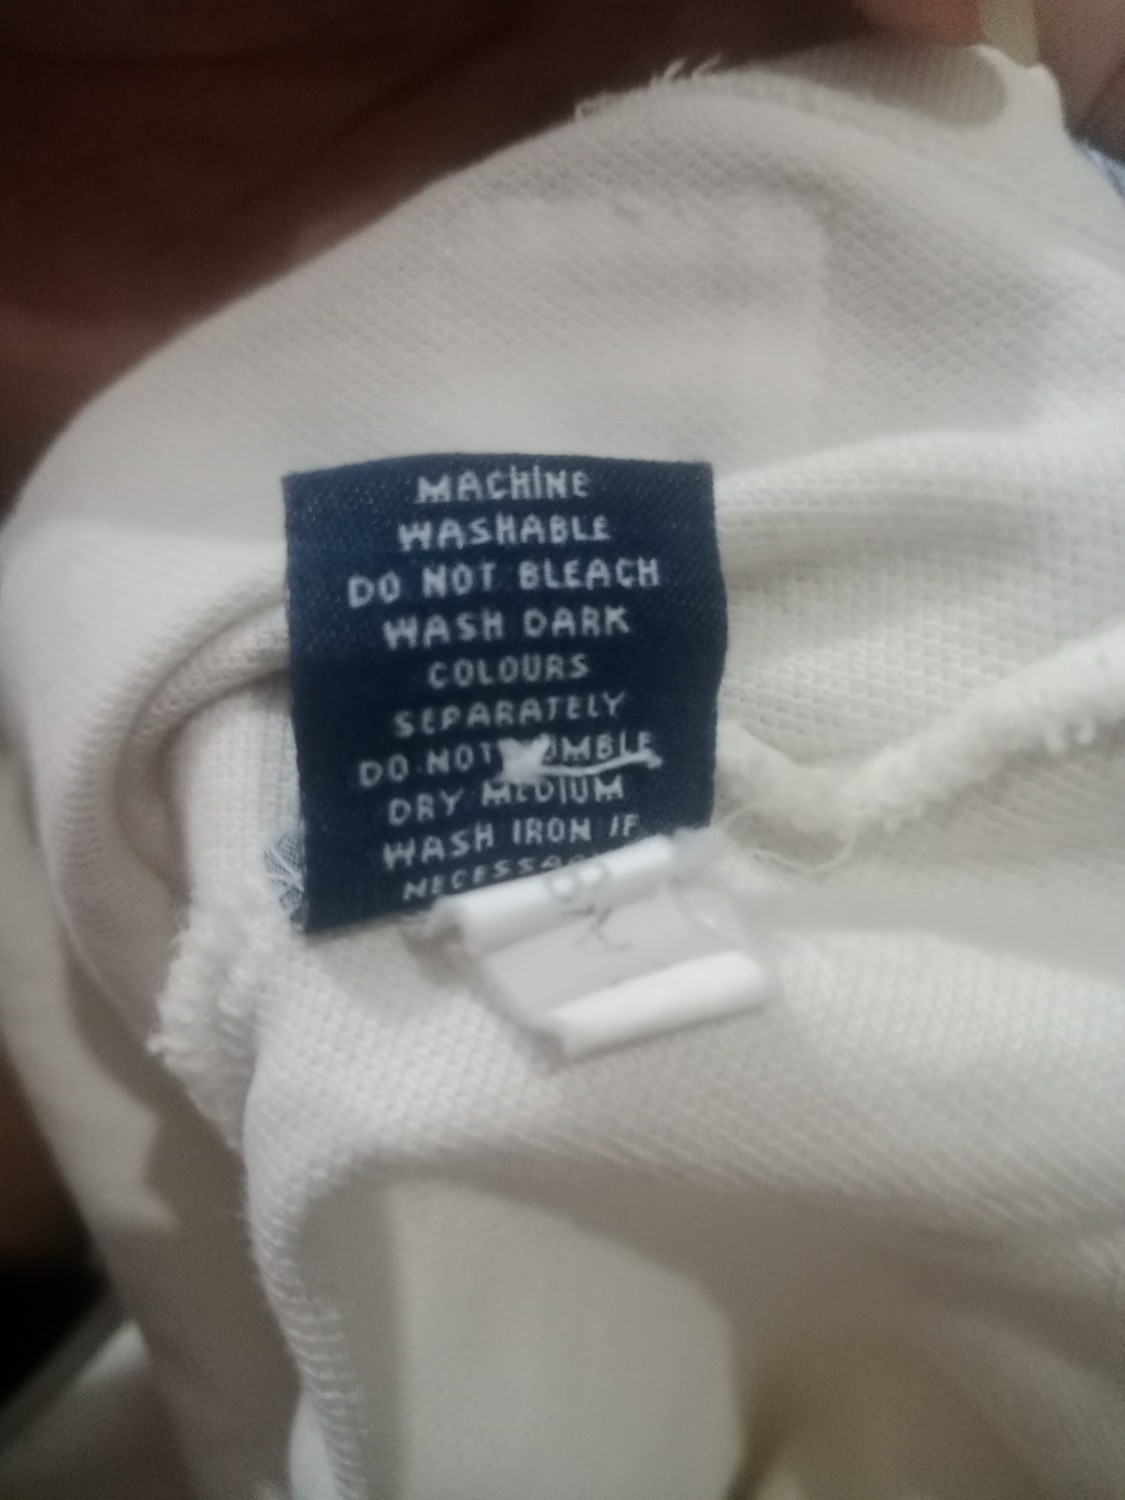 MACHINE
WASHABLE
DO NOT BLEACH
WASH DARK
COLOURS
SEPARATELY
DO NOT TUMBLE
DRY MEDIUM
WASH IRON IF